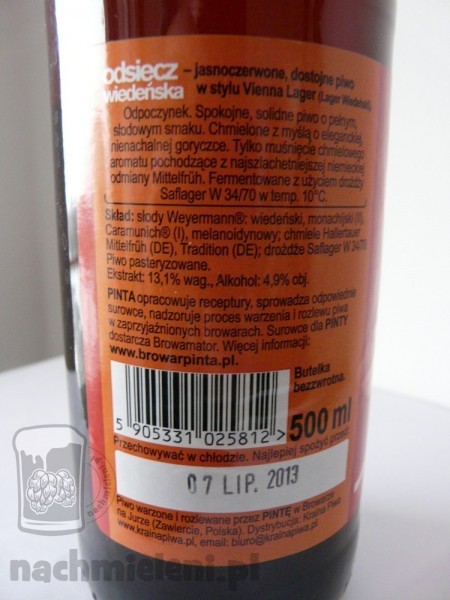 odsiecz
wiedeńska
– jasnoczerwone, dostojne piwo
w stylu Vienna Lager (Lager Wiedeński).
Odpoczynek. Spokojne, solidne piwo o pełnym,
słodowym smaku. Chmielone z myślą o eleganckiej,
nienachalnej goryczce. Tylko muśnięcie chmielowego
aromatu pochodzące z najszlachetniejszej niemieckiej
odmiany Mittelfrüh. Fermentowane z użyciem drożdży
Saflager W 34/70 w temp. 10°C.
Skład: słody Weyermann®: wiedeński, monachijski (II),
Caramunich® (I), melanoidynowy; chmiele Hallertauer
Mittelfrüh (DE), Tradition (DE); drożdże Saflager W 34/70
Piwo pasteryzowane.
Ekstrakt: 13,1% wag., Alkohol: 4,9% obj.
PINTA opracowuje receptury, sprowadza odpowiednie
surowce, nadzoruje proces warzenia i rozlewu piwa
w zaprzyjaźnionych browarach. Surowce dla PINTY
dostarcza Browamator. Więcej informacji:
www.browarpinta.pl.
Butelka
bezzwrotna.
5 905331 025812 >
500 ml
Przechowywać w chłodzie. Najlepiej spożyć przed:
07 LIP. 2013
Piwo warzone i rozlewane przez PINTĘ w Browarze
na Jurze (Zawiercie, Polska). Dystrybucja: Kraina Piwa
www.krainapiwa.pl, email: biuro@krainapiwa.pl
nachmieleni.pl